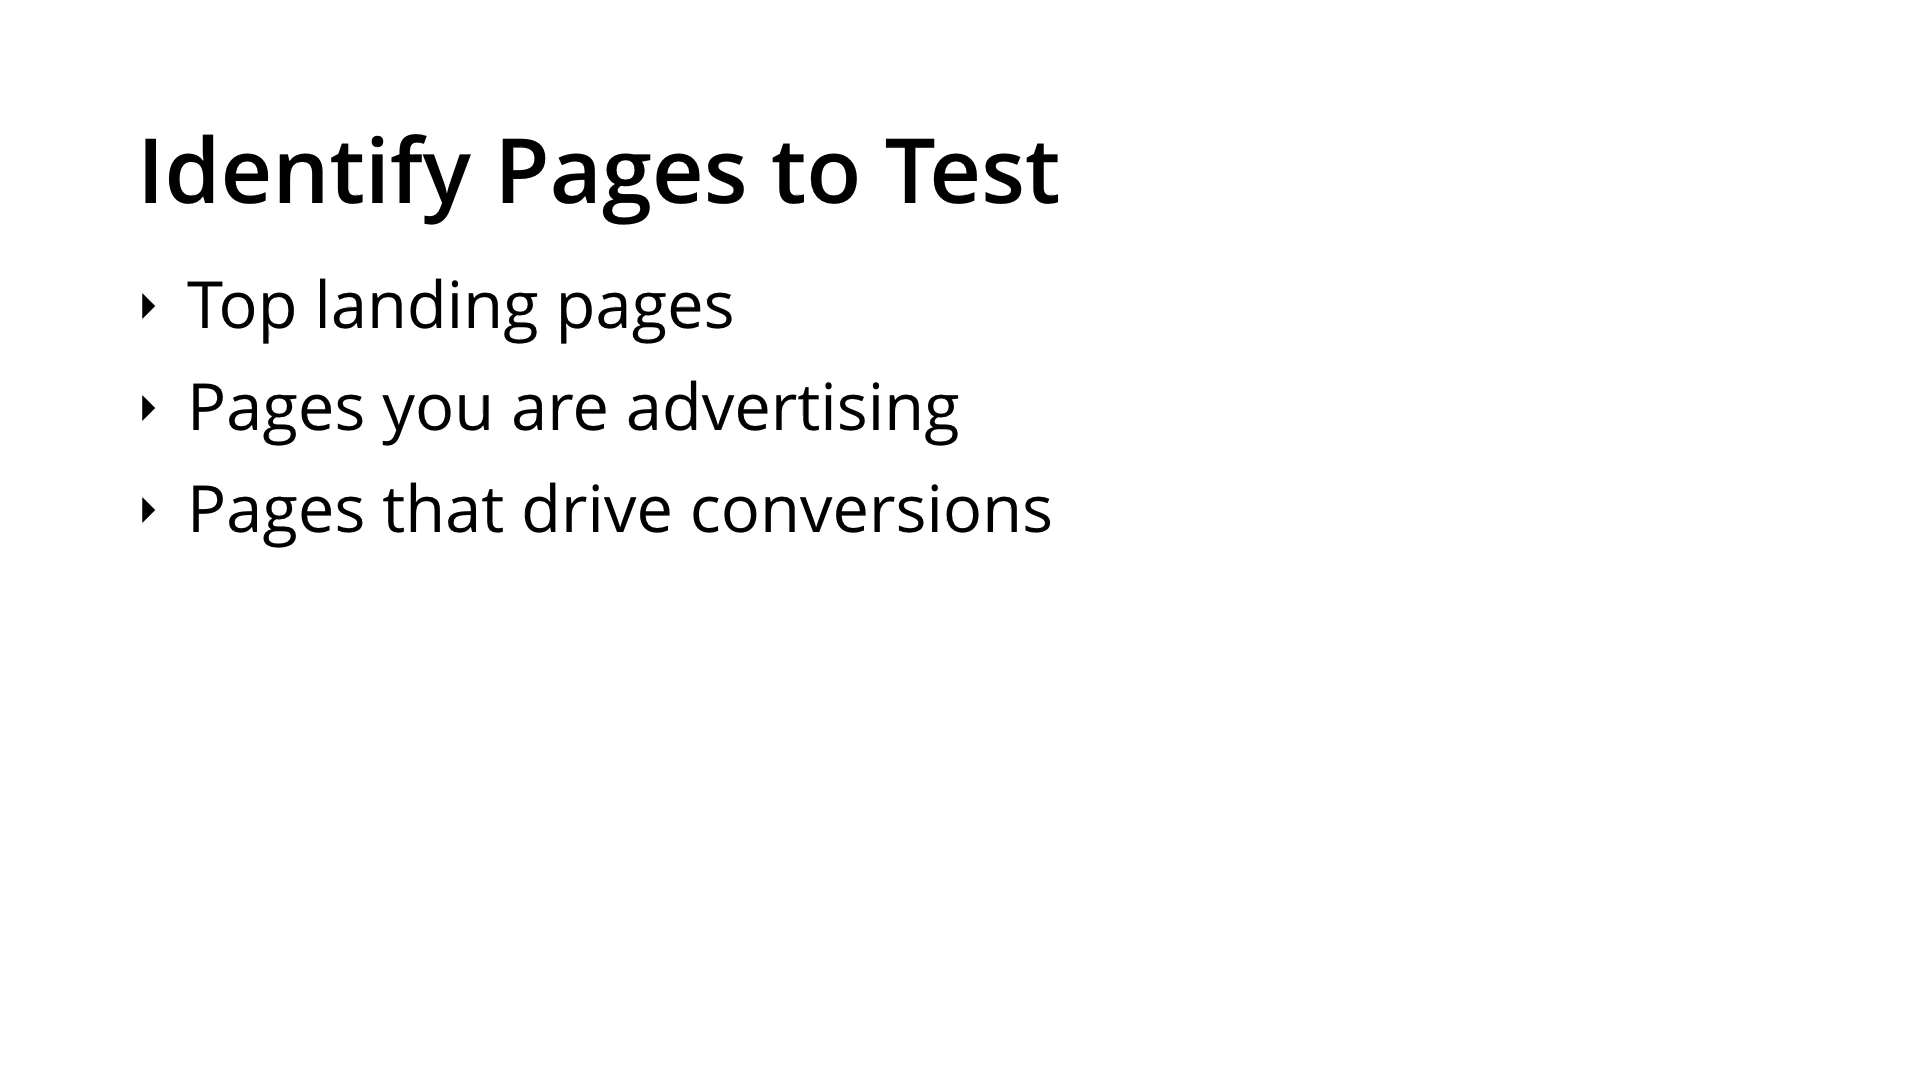 Identify Pages to Test
‣ Top landing pages
‣ Pages you are advertising
‣ Pages that drive conversions